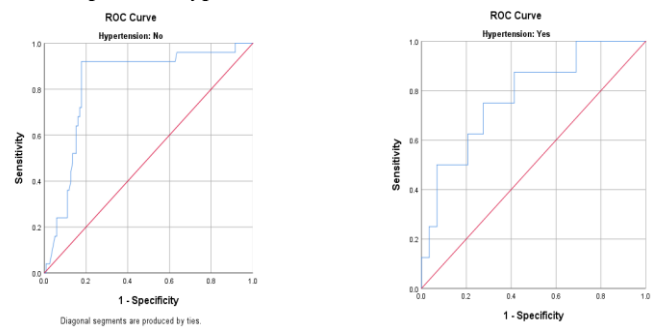 ROC Curve
Hypertension: No
1.0
0.8
0.6
0.4
0.2
0.0
Sensitivity
0.0 0.2 0.4 0.6 0.8 1.0
1 - Specificity
Diagonal segments are produced by ties.
ROC Curve
Hypertension: Yes
1.0
0.8
0.6
0.4
0.2
0.0
Sensitivity
0.0 0.2 0.4 0.6 0.8 1.0
1 - Specificity